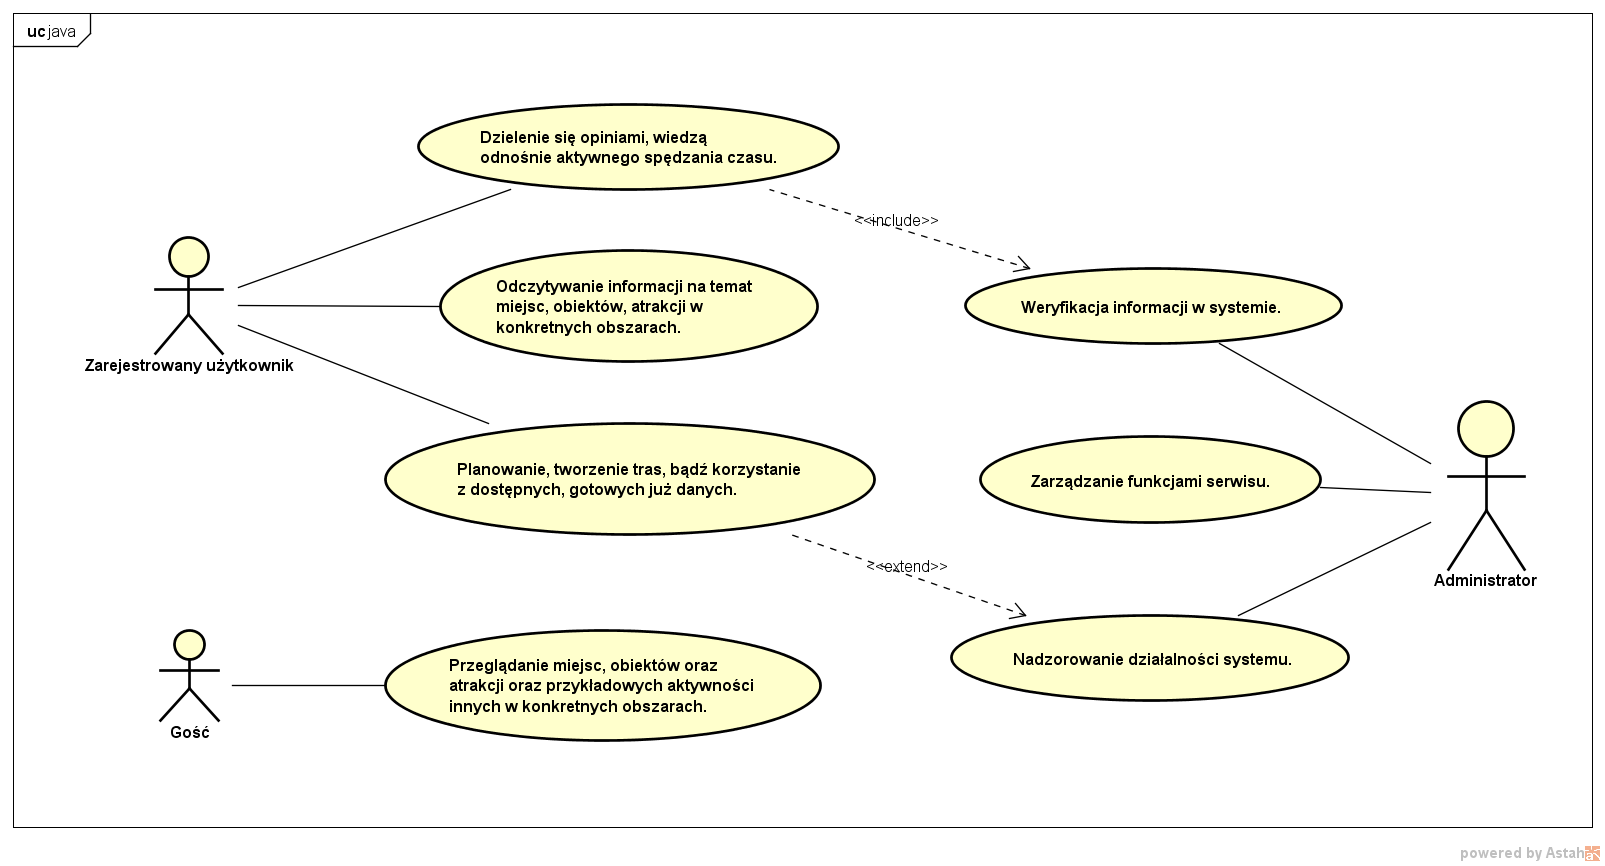 uc java
Dzielenie się opiniami, wiedzą
odnośnie aktywnego spędzania czasu.
<<include>>
Odczytywanie informacji na temat
miejsc, obiektów, atrakcji w
konkretnych obszarach.
Weryfikacja informacji w systemie.
Zarejestrowany użytkownik
Planowanie, tworzenie tras, bądź korzystanie
z dostępnych, gotowych już danych.
Zarządzanie funkcjami serwisu.
<<extend>>
Administrator
Nadzorowanie działalności systemu.
Przeglądanie miejsc, obiektów oraz
atrakcji oraz przykładowych aktywności
innych w konkretnych obszarach.
Gość
powered by Astah